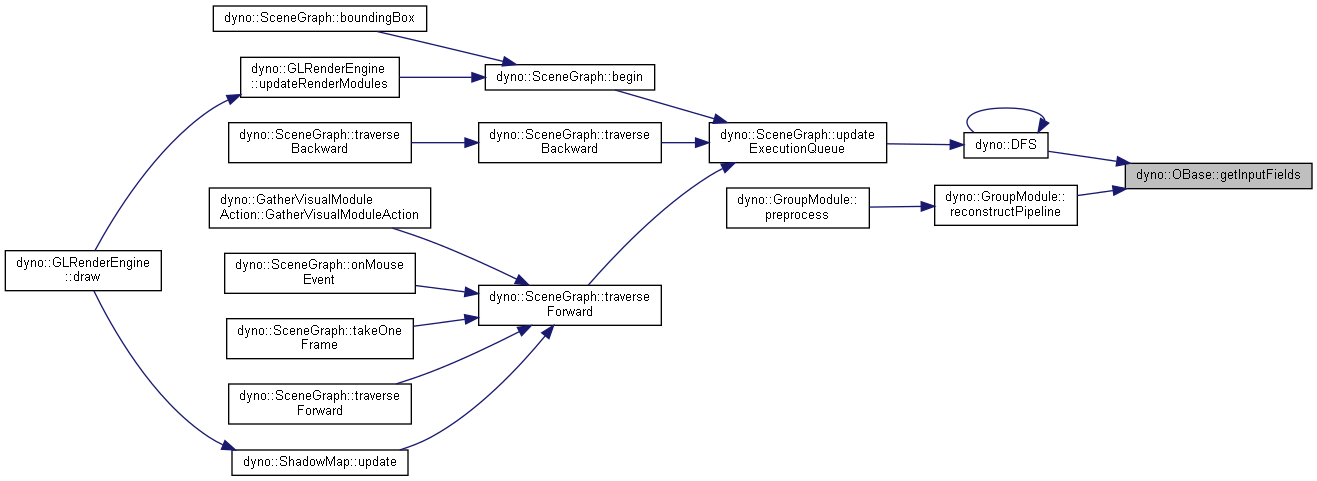 dyno::SceneGraph::boundingBox
dyno::GLRenderEngine
::updateRenderModules
dyno::SceneGraph::begin
dyno::SceneGraph::traverse
Backward
dyno::SceneGraph::traverse
Backward
dyno::SceneGraph::update
ExecutionQueue
dyno::DFS
dyno::OBase::getInputFields
dyno::GroupModule::
preprocess
dyno::GroupModule::
reconstructPipeline
dyno::GatherVisualModule
Action::GatherVisualModuleAction
dyno::GLRenderEngine
::draw
dyno::SceneGraph::onMouse
Event
dyno::SceneGraph::traverse
Forward
dyno::SceneGraph::takeOne
Frame
dyno::SceneGraph::traverse
Forward
dyno::ShadowMap::update